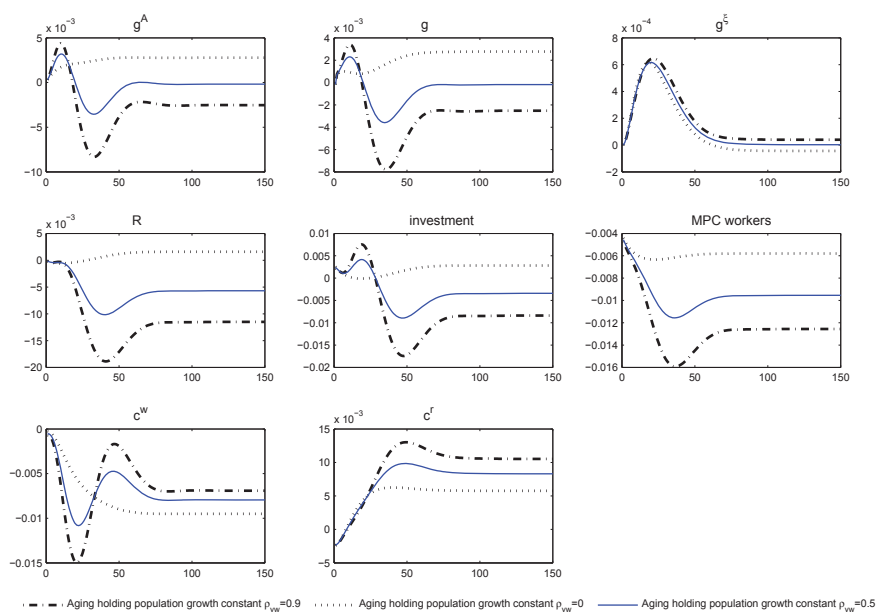 g^A
x 10^-3
5
0
−5
−10
0 50 100 150
g
x 10^-3
4
2
0
−2
−4
−6
−8
0 50 100 150
g^ξ
x 10^-4
8
6
4
2
0
−2
0 50 100 150
R
x 10^-3
5
0
−5
−10
−15
−20
0 50 100 150
investment
0.01
0.005
0
−0.005
−0.01
−0.015
−0.02
0 50 100 150
MPC workers
−0.004
−0.006
−0.008
−0.01
−0.012
−0.014
−0.016
0 50 100 150
c^w
0
−0.005
−0.01
−0.015
0 50 100 150
c^r
x 10^-3
15
10
5
0
−5
0 50 100 150
Aging holding population growth constant ρ_vw=0.9
Aging holding population growth constant ρ_vw=0
Aging holding population growth constant ρ_vw=0.5